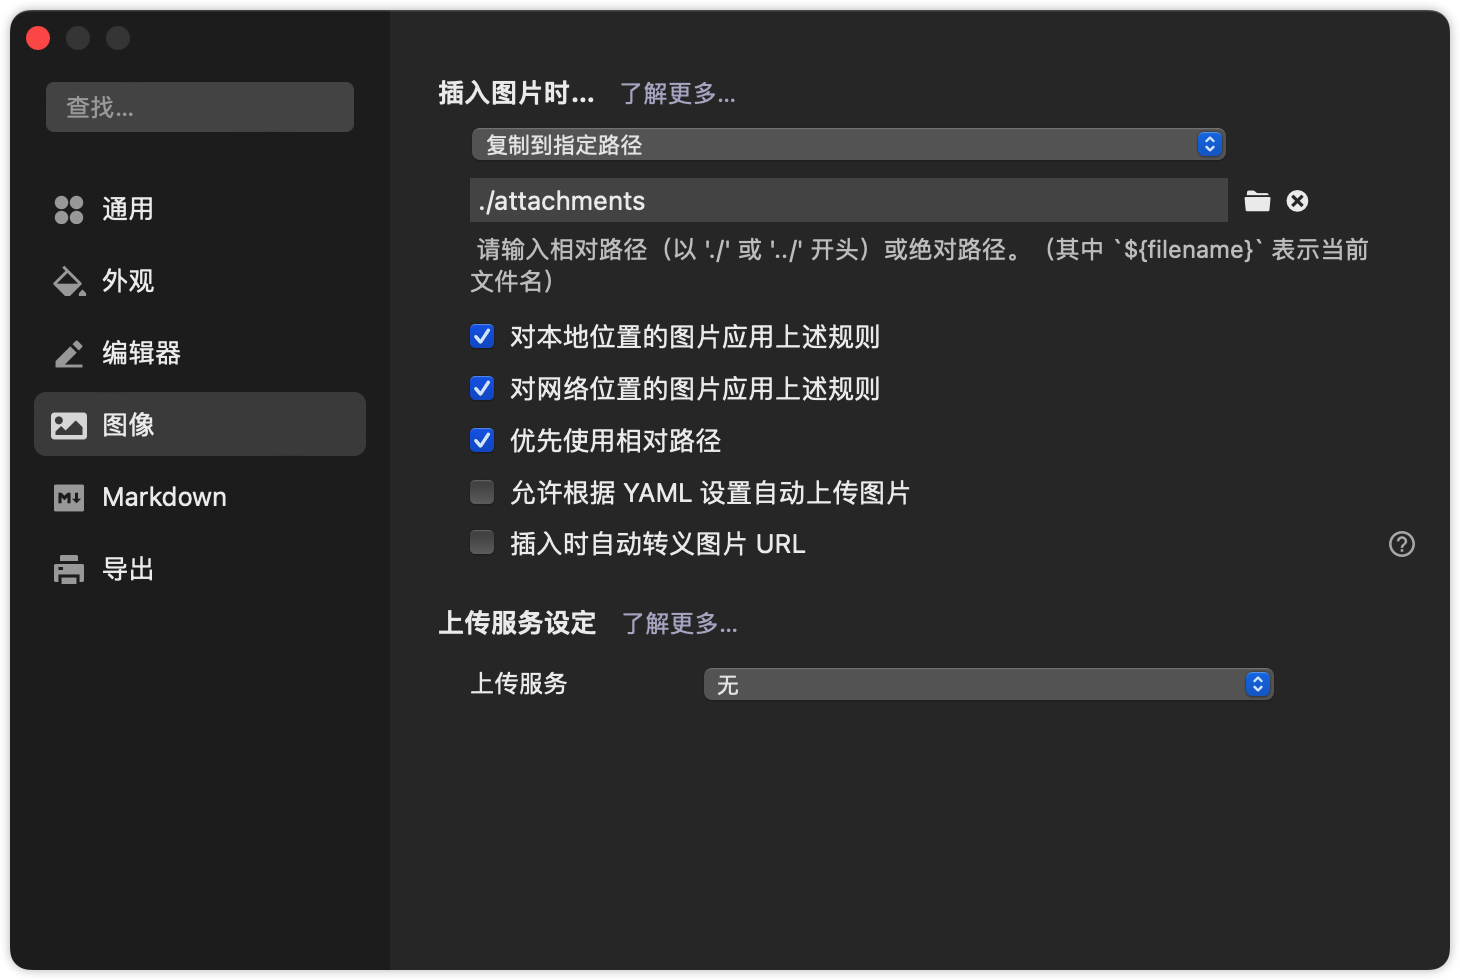 查找...
通用
外观
编辑器
图像
Markdown
导出
插入图片时... 了解更多...
复制到指定路径
./attachments
请输入相对路径（以 './' 或 '../' 开头）或绝对路径。（其中 `${filename}` 表示当前
文件名）
对本地位置的图片应用上述规则
对网络位置的图片应用上述规则
优先使用相对路径
允许根据 YAML 设置自动上传图片
插入时自动转义图片 URL
上传服务设定 了解更多...
上传服务 无